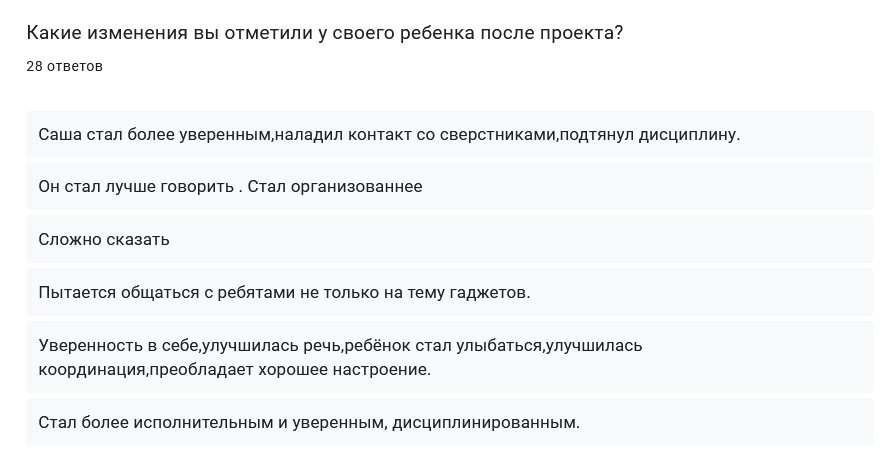 Какие изменения вы отметили у своего ребенка после проекта?
28 ответов
Саша стал более уверенным,наладил контакт со сверстниками,подтянул дисциплину.
Он стал лучше говорить . Стал организованнее
Сложно сказать
Пытается общаться с ребятами не только на тему гаджетов.
Уверенность в себе,улучшилась речь,ребёнок стал улыбаться,улучшилась
координация,преобладает хорошее настроение.
Стал более исполнительным и уверенным, дисциплинированным.